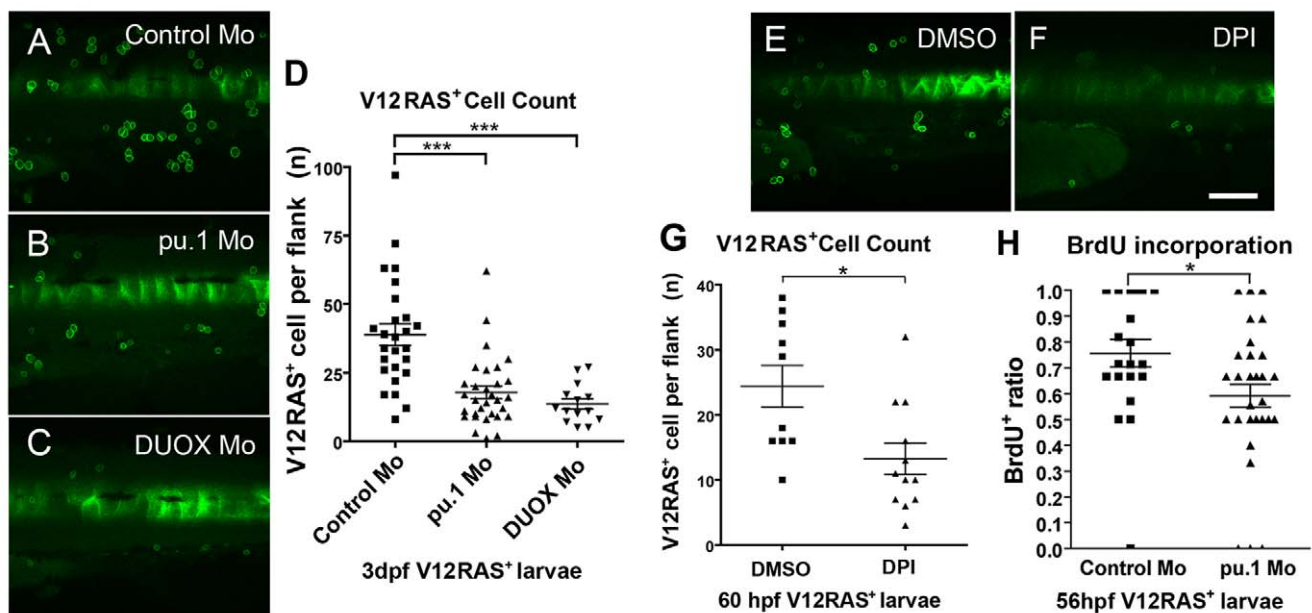 A
Control Mo
B
pu.1 Mo
C
DUOX Mo
D
V12RAS+ Cell Count
***
***
V12RAS+ cell per flank (n)
100
75
50
25
0
Control Mo
pu.1 Mo
DUOX Mo
3dpf V12RAS+ larvae
E
DMSO
F
DPI
G
V12RAS+Cell Count
*
V12RAS+ cell per flank (n)
40
30
20
10
0
DMSO
DPI
60 hpf V12RAS+ larvae
H
BrdU incorporation
*
BrdU+ ratio
1.0
0.9
0.8
0.7
0.6
0.5
0.4
0.3
0.2
0.1
0.0
Control Mo
pu.1 Mo
56hpf V12RAS+ larvae